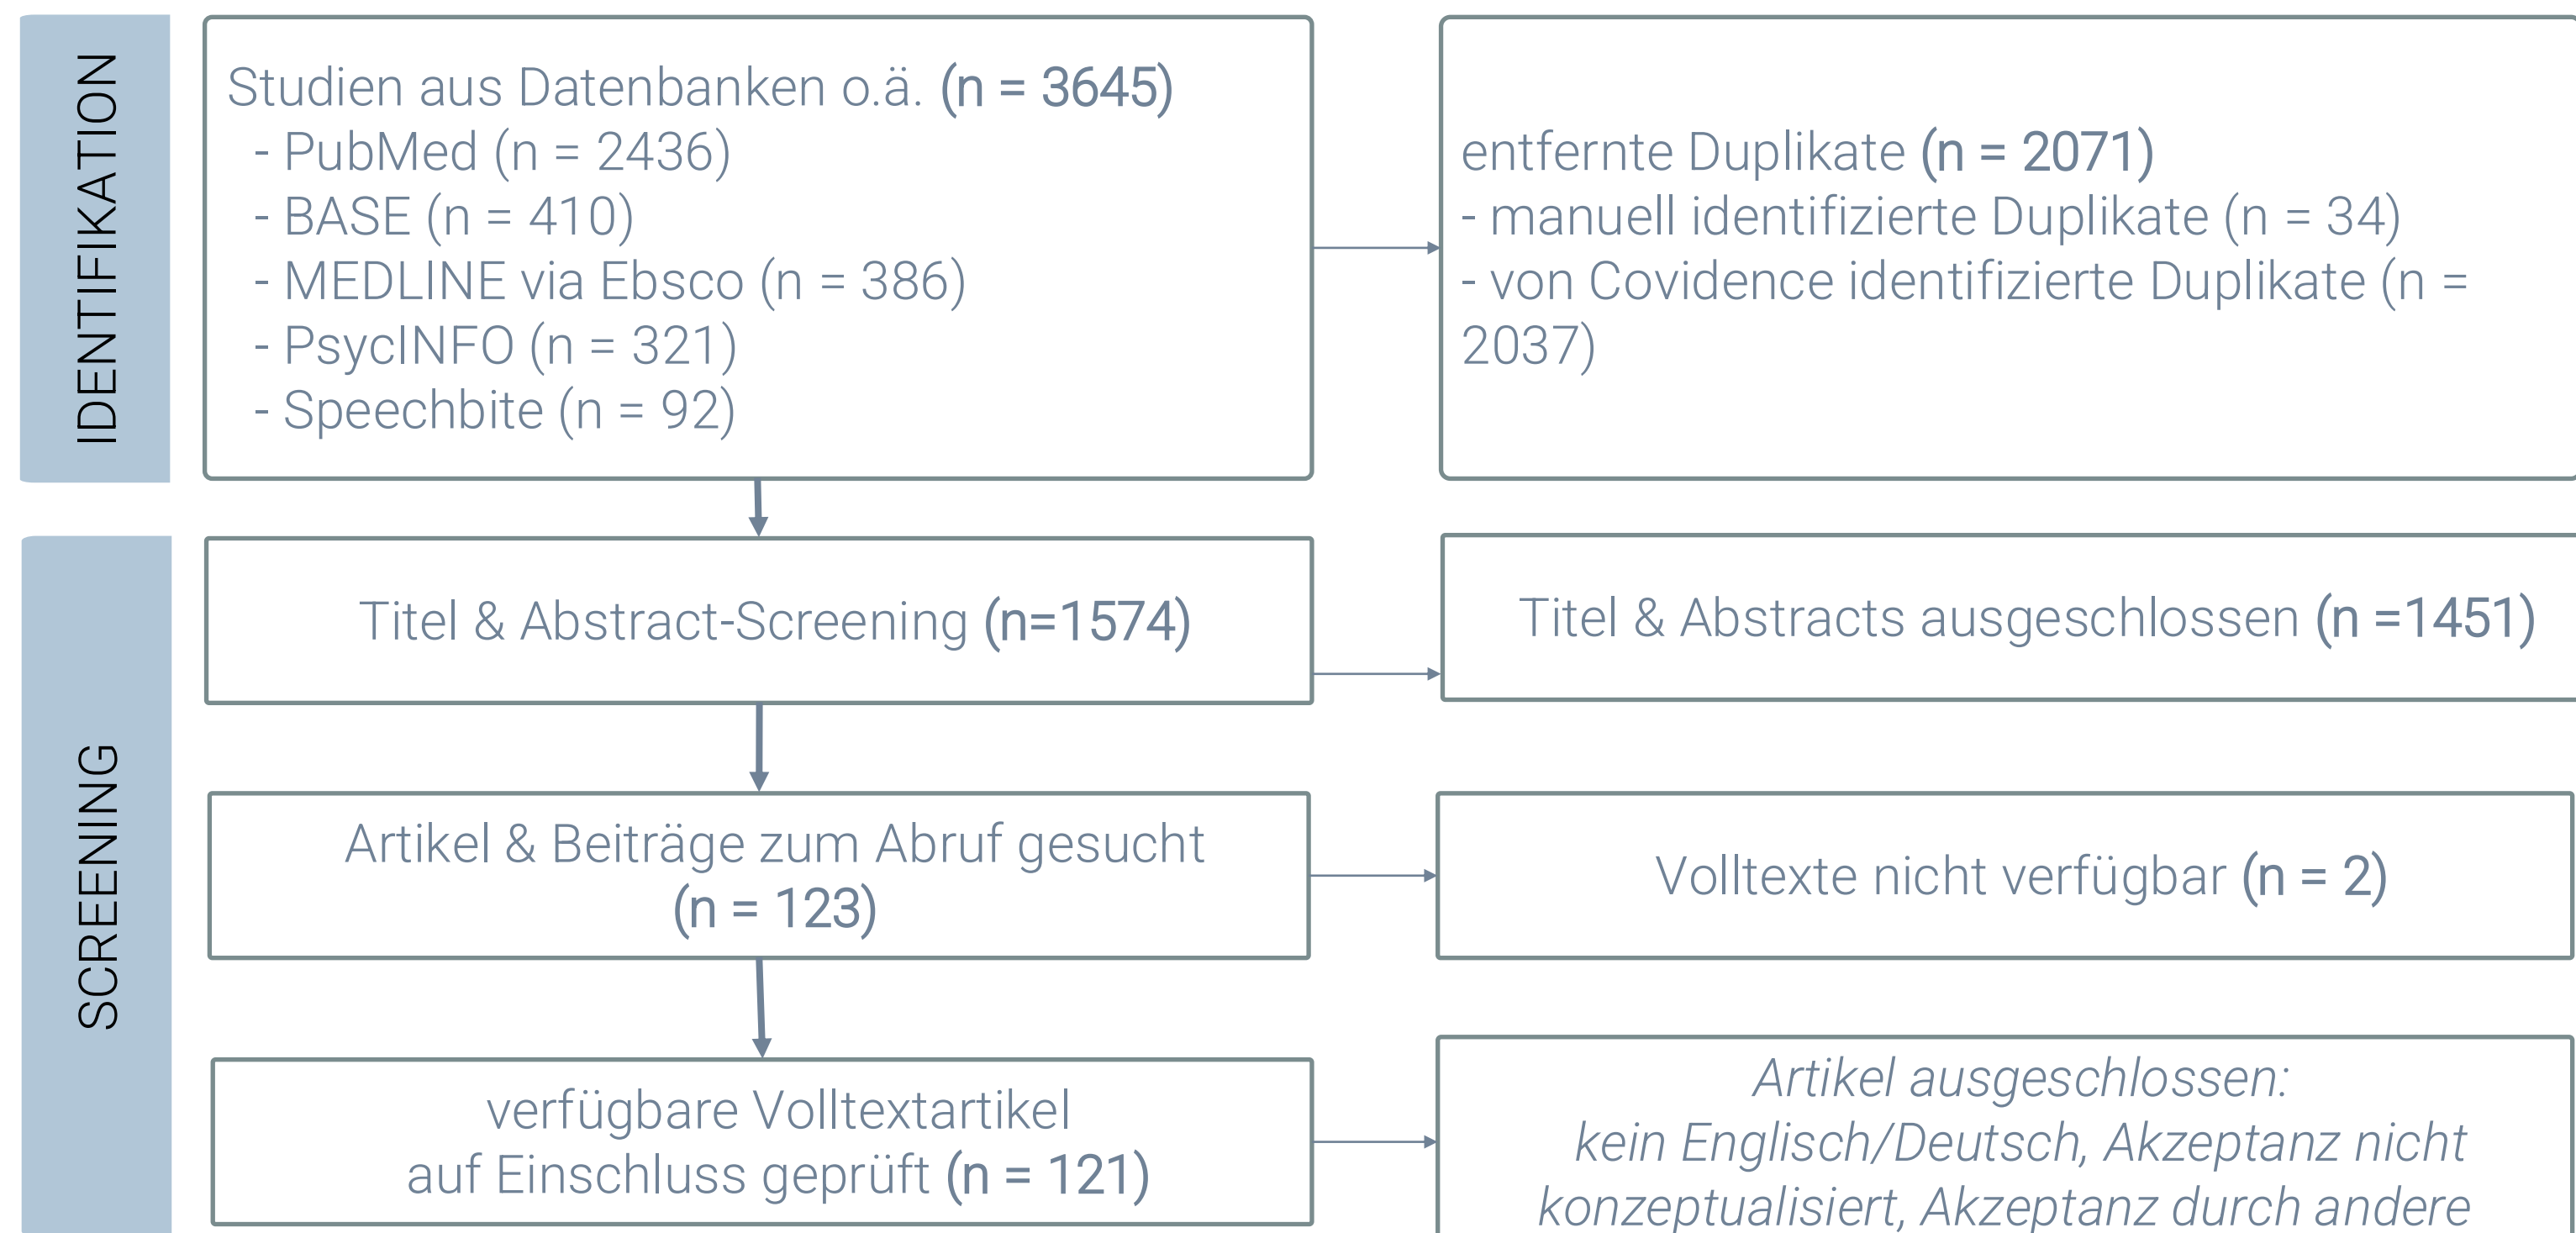 IDENTIFIKATION
Studien aus Datenbanken o.ä. (n = 3645)
- PubMed (n = 2436)
- BASE (n = 410)
- MEDLINE via Ebsco (n = 386)
- PsycINFO (n = 321)
- Speechbite (n = 92)
entfernte Duplikate (n = 2071)
- manuell identifizierte Duplikate (n = 34)
- von Covidence identifizierte Duplikate (n =
2037)
SCREENING
Titel & Abstract-Screening (n=1574)
Titel & Abstracts ausgeschlossen (n =1451)
Artikel & Beiträge zum Abruf gesucht
(n = 123)
Volltexte nicht verfügbar (n = 2)
verfügbare Volltextartikel
auf Einschluss geprüft (n = 121)
Artikel ausgeschlossen:
kein Englisch/Deutsch, Akzeptanz nicht
konzeptualisiert, Akzeptanz durch andere